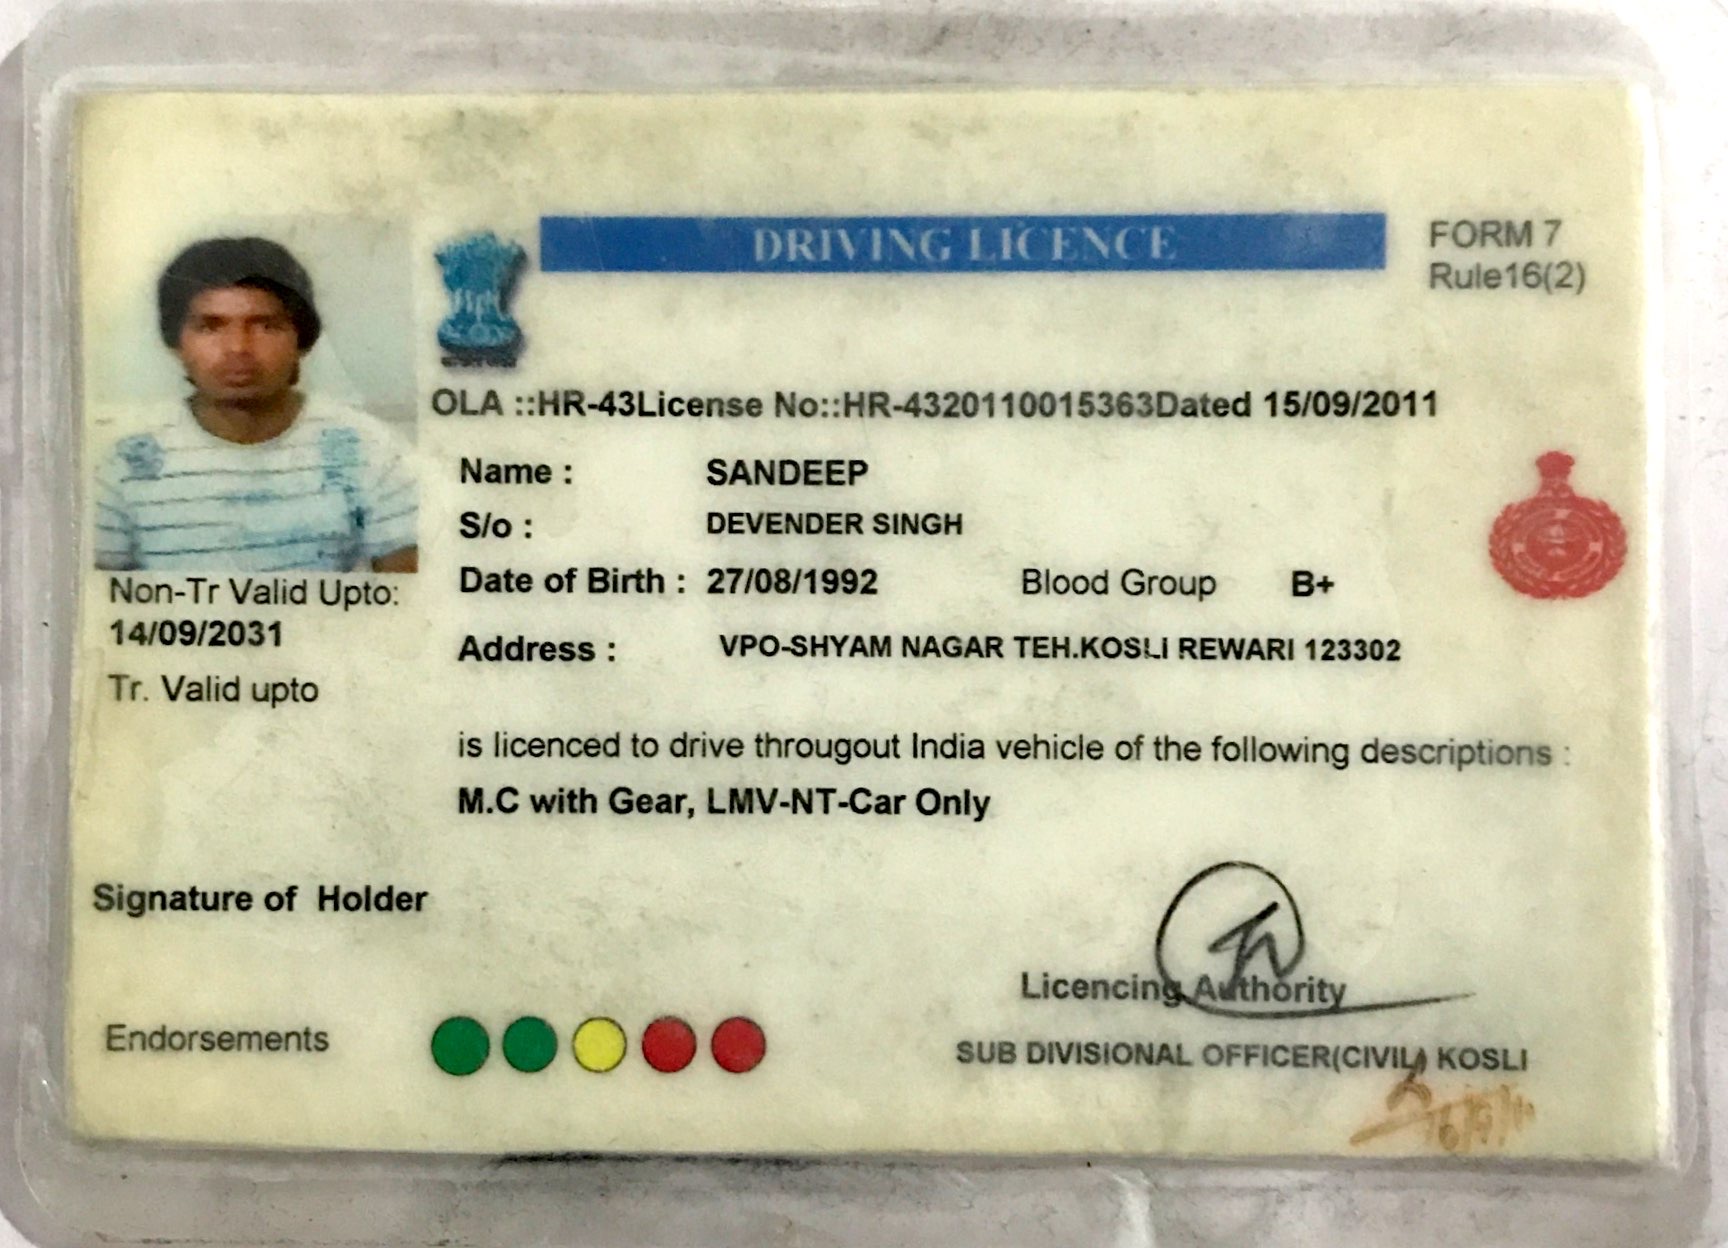 DRIVING LICENCE
FORM 7
Rule16(2)
OLA ::HR-43License No::HR-4320110015363Dated 15/09/2011
Name : SANDEEP
S/o : DEVENDER SINGH
Date of Birth : 27/08/1992 Blood Group B+
Address : VPO-SHYAM NAGAR TEH.KOSLI REWARI 123302
Non-Tr Valid Upto:
14/09/2031
Tr. Valid upto
is licenced to drive througout India vehicle of the following descriptions :
M.C with Gear, LMV-NT-Car Only
Signature of Holder
Licencing Authority
Endorsements
SUB DIVISIONAL OFFICER(CIVIL) KOSLI